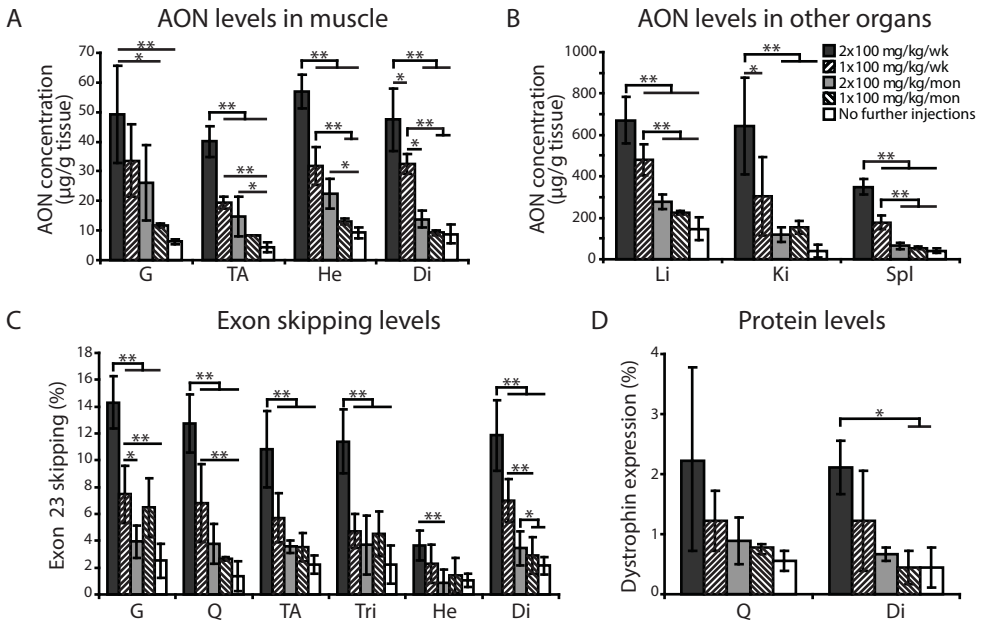 A AON levels in muscle
AON concentration
(µg/g tissue)
70
60
50
40
30
20
10
0
** * ** ** * ** ** * ** * ** *
G TA He Di
B AON levels in other organs
AON concentration
(µg/g tissue)
1000
800
600
400
200
0
** ** ** * ** **
Li Ki Spl
2x100 mg/kg/wk
1x100 mg/kg/wk
2x100 mg/kg/mon
1x100 mg/kg/mon
No further injections
C Exon skipping levels
Exon 23 skipping (%)
18
16
14
12
10
8
6
4
2
0
** * ** ** ** ** ** ** ** ** *
G Q TA Tri He Di
D Protein levels
Dystrophin expression (%)
4
3
2
1
0
*
Q Di